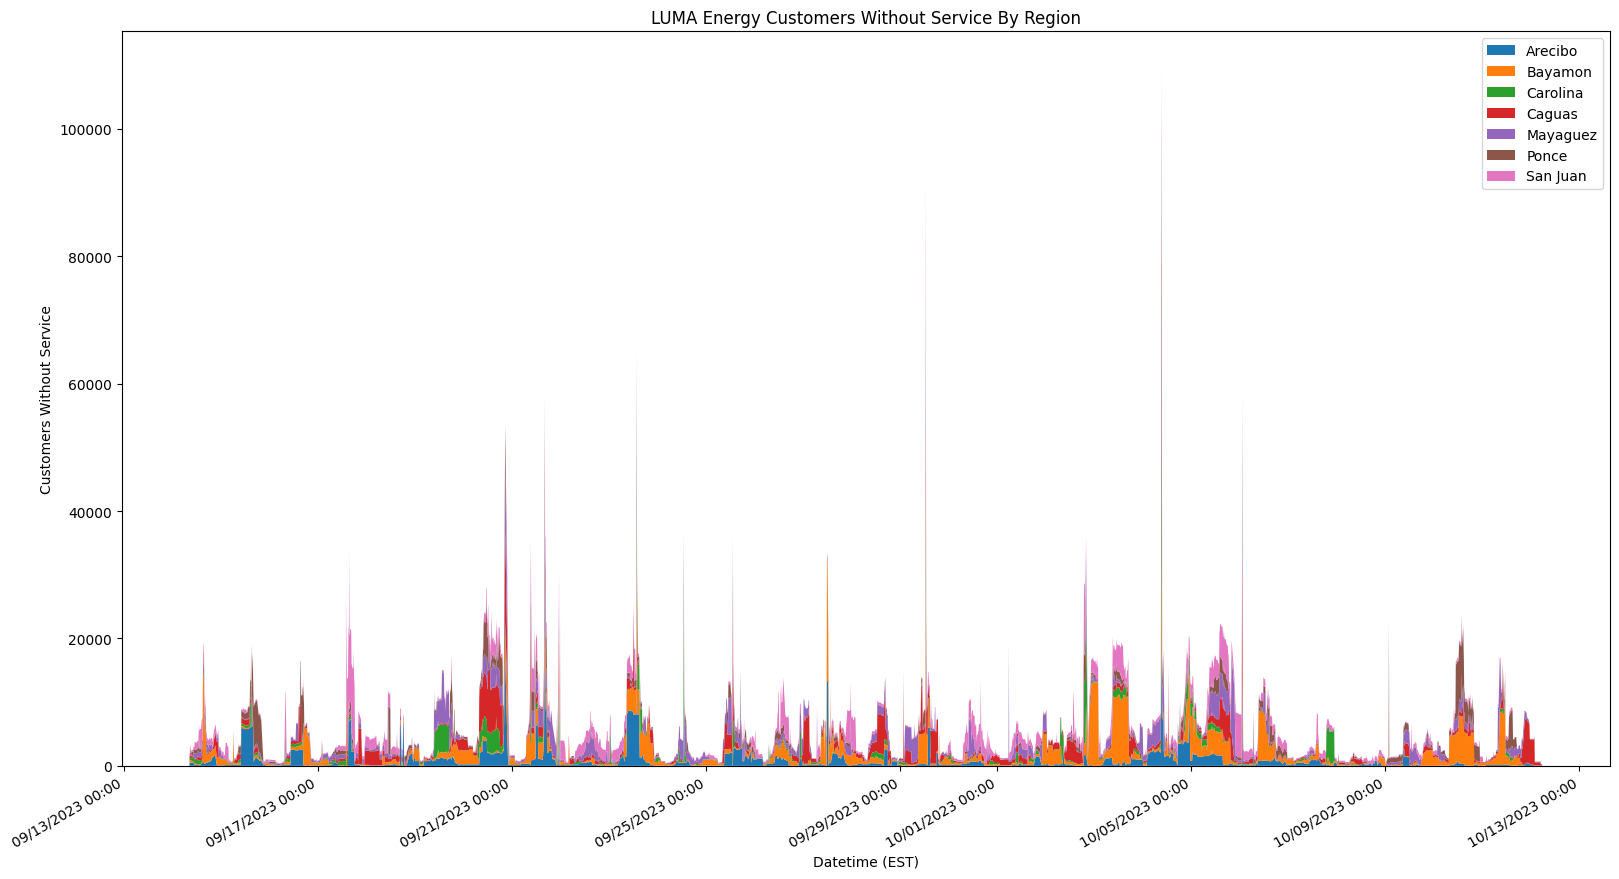 LUMA Energy Customers Without Service By Region
Arecibo
Bayamon
Carolina
Caguas
Mayaguez
Ponce
San Juan
100000
80000
60000
40000
20000
0
Customers Without Service
09/13/2023 00:00
09/17/2023 00:00
09/21/2023 00:00
09/25/2023 00:00
09/29/2023 00:00
10/01/2023 00:00
10/05/2023 00:00
10/09/2023 00:00
10/13/2023 00:00
Datetime (EST)